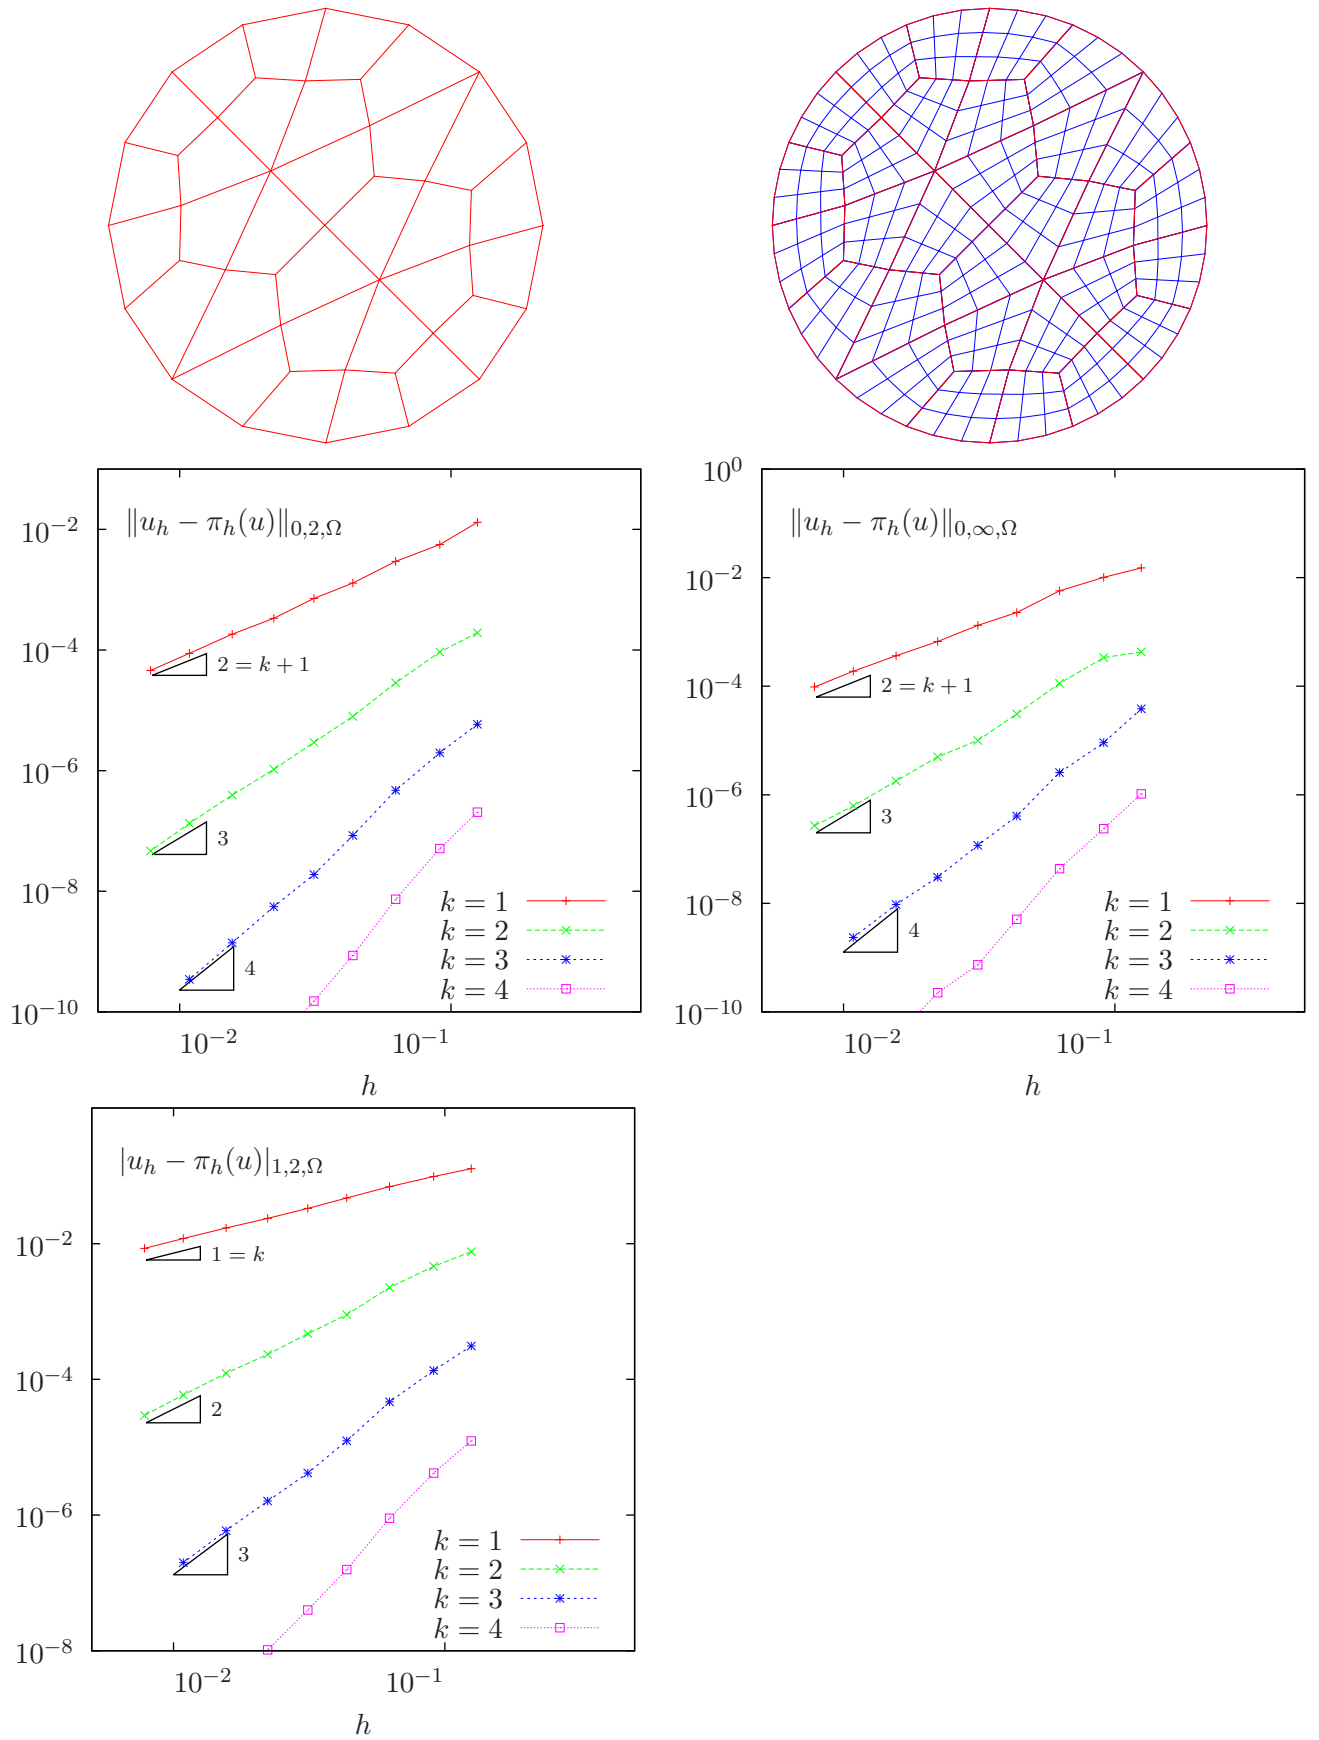 ‖u_h − π_h(u)‖_{0,2,Ω}
10^{−2}
10^{−4}
10^{−6}
10^{−8}
10^{−10}
2 = k + 1
3
4
k = 1
k = 2
k = 3
k = 4
10^{−2} 10^{−1}
h
‖u_h − π_h(u)‖_{0,∞,Ω}
10^{0}
10^{−2}
10^{−4}
10^{−6}
10^{−8}
10^{−10}
2 = k + 1
3
4
k = 1
k = 2
k = 3
k = 4
10^{−2} 10^{−1}
h
|u_h − π_h(u)|_{1,2,Ω}
10^{−2}
10^{−4}
10^{−6}
10^{−8}
1 = k
2
3
k = 1
k = 2
k = 3
k = 4
10^{−2} 10^{−1}
h